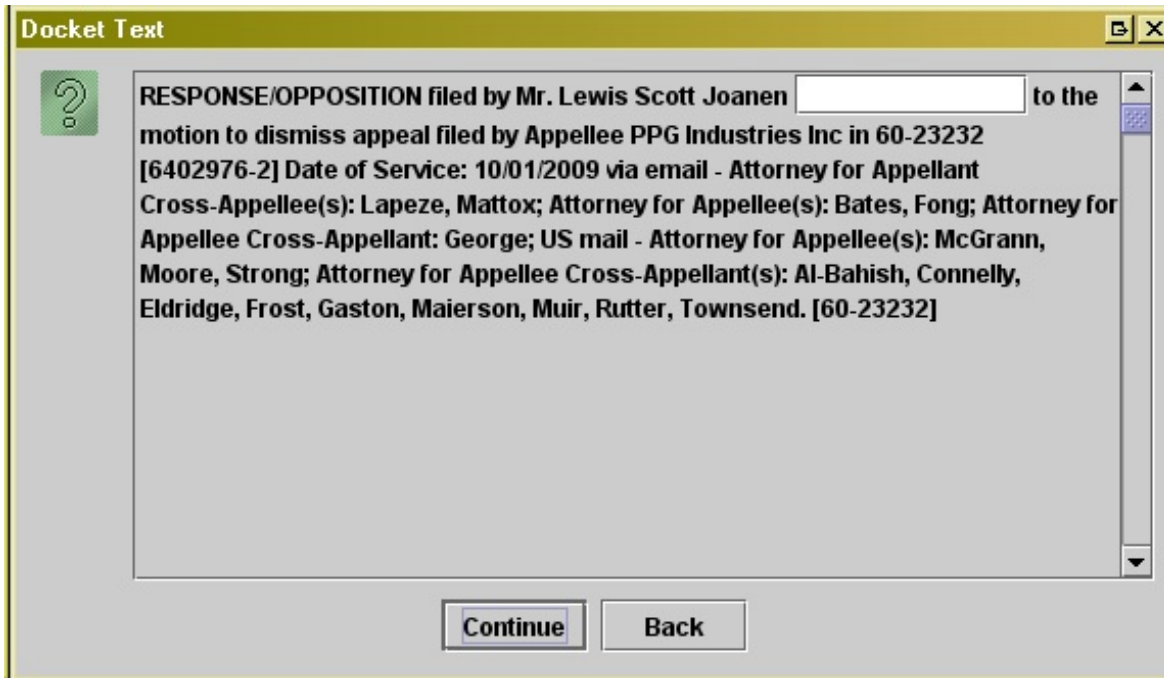 Docket Text
RESPONSE/OPPOSITION filed by Mr. Lewis Scott Joanen to the
motion to dismiss appeal filed by Appellee PPG Industries Inc in 60-23232
[6402976-2] Date of Service: 10/01/2009 via email - Attorney for Appellant
Cross-Appellee(s): Lapeze, Mattox; Attorney for Appellee(s): Bates, Fong; Attorney for
Appellee Cross-Appellant: George; US mail - Attorney for Appellee(s): McGrann,
Moore, Strong; Attorney for Appellee Cross-Appellant(s): Al-Bahish, Connelly,
Eldridge, Frost, Gaston, Maierson, Muir, Rutter, Townsend. [60-23232]
Continue Back